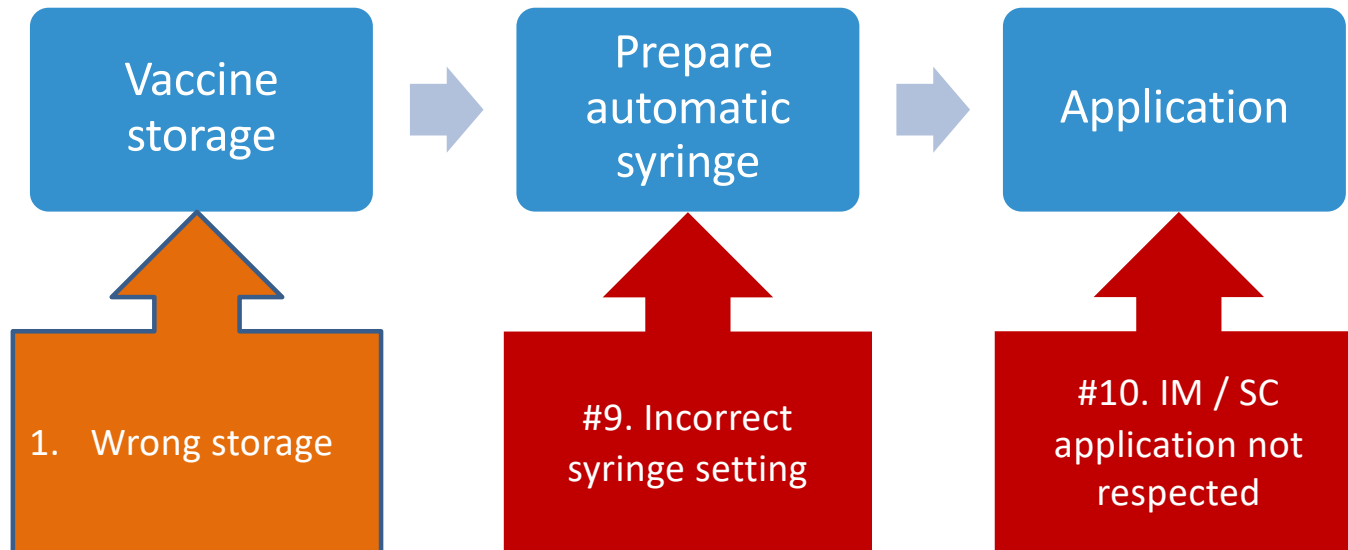 Vaccine
storage
Prepare
automatic
syringe
Application
1. Wrong storage
#9. Incorrect
syringe setting
#10. IM / SC
application not
respected